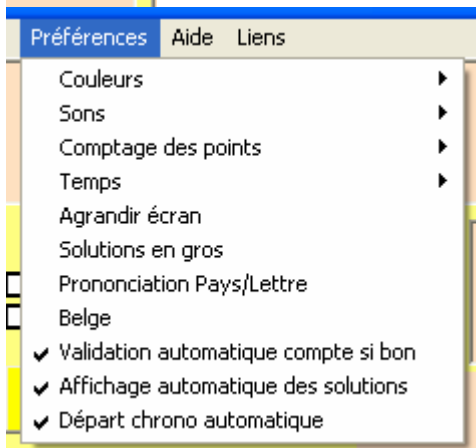 Préférences Aide Liens
Couleurs
Sons
Comptage des points
Temps
Agrandir écran
Solutions en gros
Prononciation Pays/Lettre
Belge
Validation automatique compte si bon
Affichage automatique des solutions
Départ chrono automatique